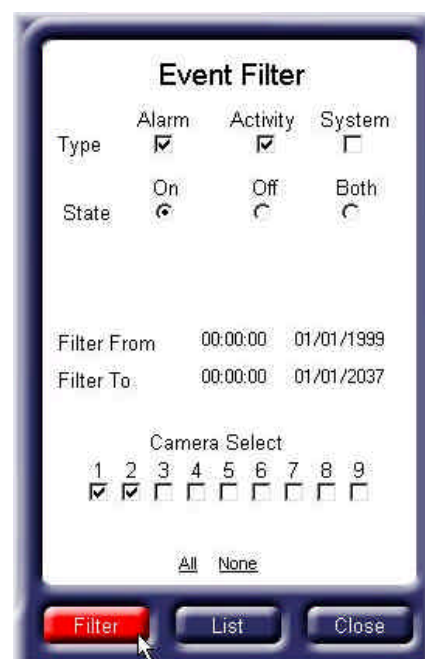 Event Filter
Alarm Activity System
Type
On Off Both
State
Filter From 00:00:00 01/01/1999
Filter To 00:00:00 01/01/2037
Camera Select
1 2 3 4 5 6 7 8 9
All None
Filter List Close